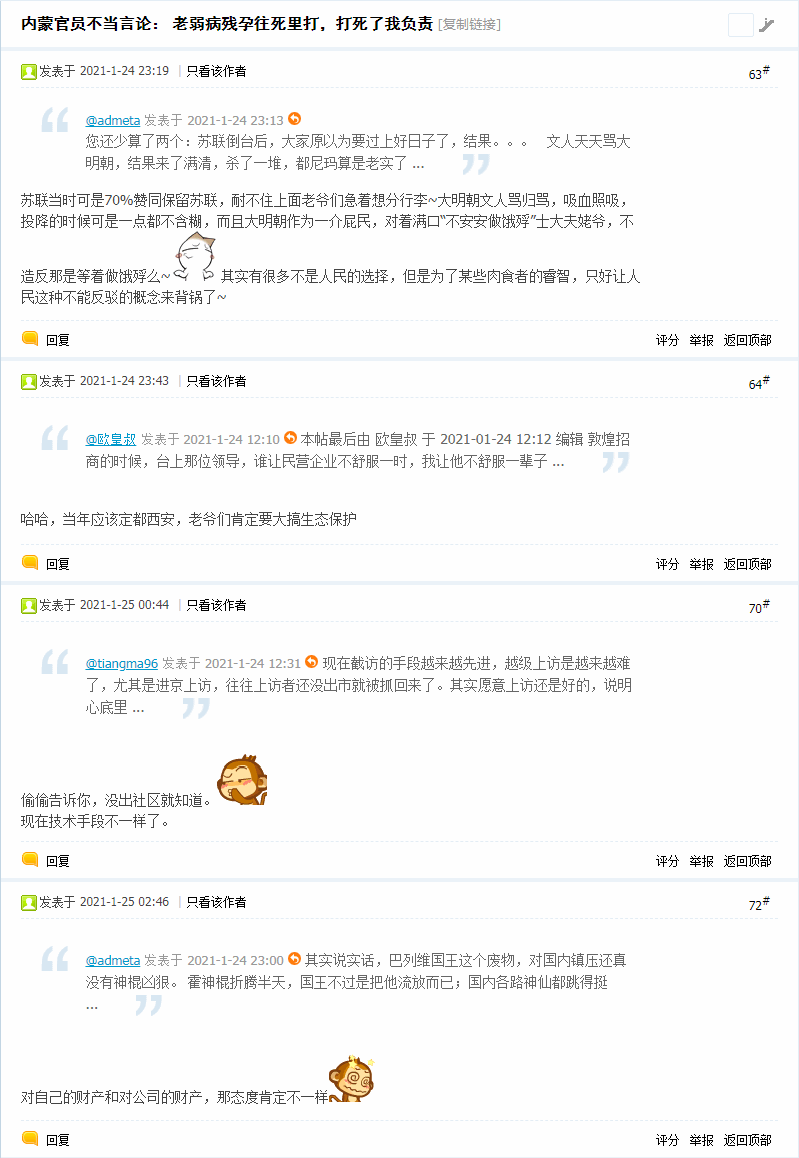 内蒙官员不当言论： 老弱病残孕往死里打，打死了我负责 [复制链接]
发表于 2021-1-24 23:19 | 只看该作者
63#
@admeta 发表于 2021-1-24 23:13
您还少算了两个：苏联倒台后，大家原以为要过上好日子了，结果。。。 文人天天骂大
明朝，结果来了满清，杀了一堆，都尼玛算是老实了 ...
苏联当时可是70%赞同保留苏联，耐不住上面老爷们急着想分行李~大明朝文人骂归骂，吸血照吸，
投降的时候可是一点都不含糊，而且大明朝作为一介屁民，对着满口“不安安做饿殍”士大夫姥爷，不
造反那是等着做饿殍么~ 其实有很多不是人民的选择，但是为了某些肉食者的睿智，只好让人
民这种不能反驳的概念来背锅了~
回复
评分 举报 返回顶部
发表于 2021-1-24 23:43 | 只看该作者
64#
@欧皇叔 发表于 2021-1-24 12:10 本帖最后由 欧皇叔 于 2021-01-24 12:12 编辑 敦煌招
商的时候，台上那位领导，谁让民营企业不舒服一时，我让他不舒服一辈子 ...
哈哈，当年应该定都西安，老爷们肯定要大搞生态保护
回复
评分 举报 返回顶部
发表于 2021-1-25 00:44 | 只看该作者
70#
@tiangma96 发表于 2021-1-24 12:31 现在截访的手段越来越先进，越级上访是越来越难
了，尤其是进京上访，往往上访者还没出市就被抓回来了。其实愿意上访还是好的，说明
心底里 ...
偷偷告诉你，没出社区就知道。
现在技术手段不一样了。
回复
评分 举报 返回顶部
发表于 2021-1-25 02:46 | 只看该作者
72#
@admeta 发表于 2021-1-24 23:00 其实说实话，巴列维国王这个废物，对国内镇压还真
没有神棍凶狠。 霍神棍折腾半天，国王不过是把他流放而已；国内各路神仙都跳得挺
...
对自己的财产和对公司的财产，那态度肯定不一样
回复
评分 举报 返回顶部